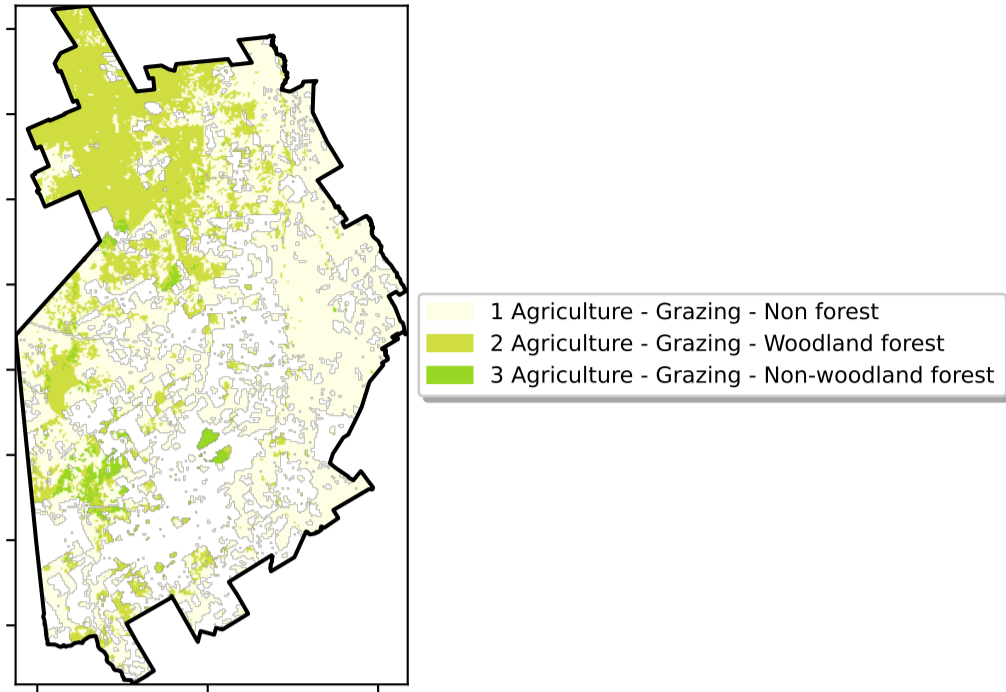 1 Agriculture - Grazing - Non forest
2 Agriculture - Grazing - Woodland forest
3 Agriculture - Grazing - Non-woodland forest